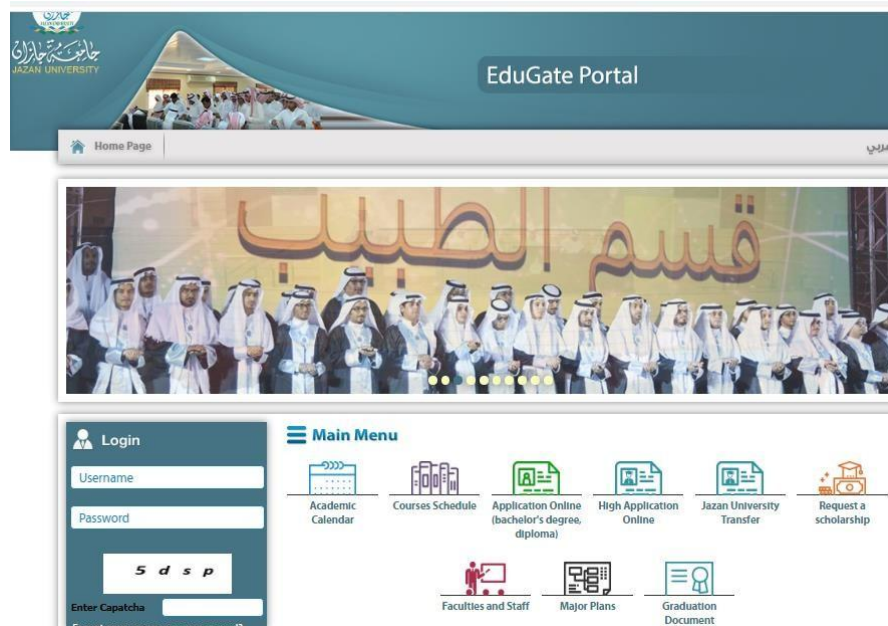 جامعة جازان
JAZAN UNIVERSITY
EduGate Portal
Home Page
عربي
قسم الطبيب
Login
Username
Password
5 d s p
Enter Capatcha
Main Menu
Academic
Calendar
Courses Schedule
Application Online
(bachelor's degree,
diploma)
High Application
Online
Jazan University
Transfer
Request a
scholarship
Faculties and Staff
Major Plans
Graduation
Document